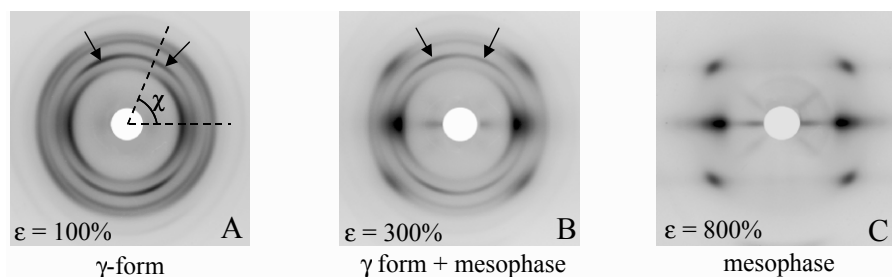 χ
A
ε = 100%
γ-form
B
ε = 300%
γ form + mesophase
C
ε = 800%
mesophase